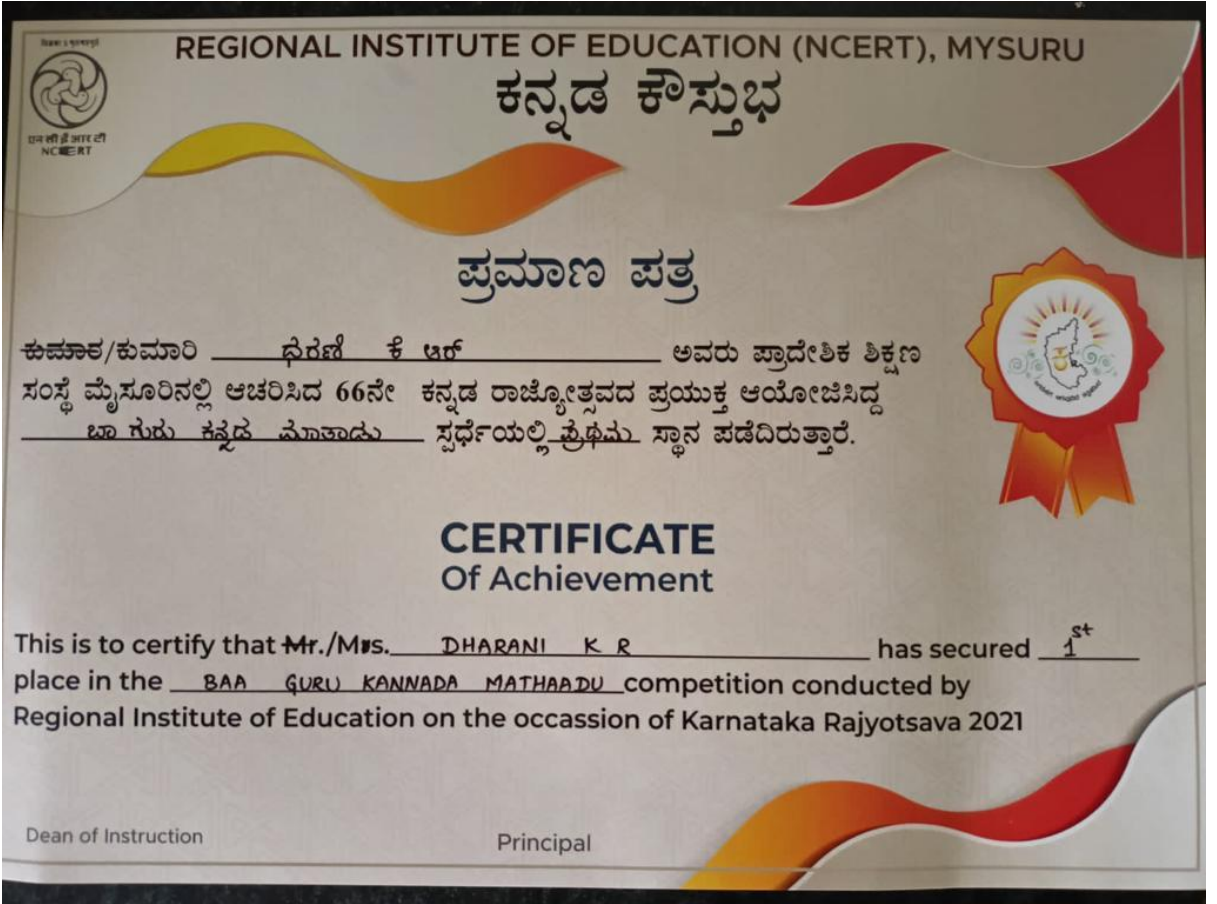 REGIONAL INSTITUTE OF EDUCATION (NCERT), MYSURU
ಕನ್ನಡ ಕೌಸ್ತುಭ
एन सी ई आर टी
NCERT
ಪ್ರಮಾಣ ಪತ್ರ
ಕುಮಾರ/ಕುಮಾರಿ ಧರಣಿ ಕೆ ಆರ್ ಅವರು ಪ್ರಾದೇಶಿಕ ಶಿಕ್ಷಣ
ಸಂಸ್ಥೆ ಮೈಸೂರಿನಲ್ಲಿ ಆಚರಿಸಿದ 66ನೇ ಕನ್ನಡ ರಾಜ್ಯೋತ್ಸವದ ಪ್ರಯುಕ್ತ ಆಯೋಜಿಸಿದ್ದ
ಬಾ ಗುರು ಕನ್ನಡ ಮಾತಾಡು ಸ್ಪರ್ಧೆಯಲ್ಲಿ ಪ್ರಥಮ ಸ್ಥಾನ ಪಡೆದಿರುತ್ತಾರೆ.
CERTIFICATE
Of Achievement
This is to certify that Mr./Mrs. DHARANI K R has secured 1st
place in the BAA GURU KANNADA MATHAADU competition conducted by
Regional Institute of Education on the occassion of Karnataka Rajyotsava 2021
Dean of Instruction
Principal